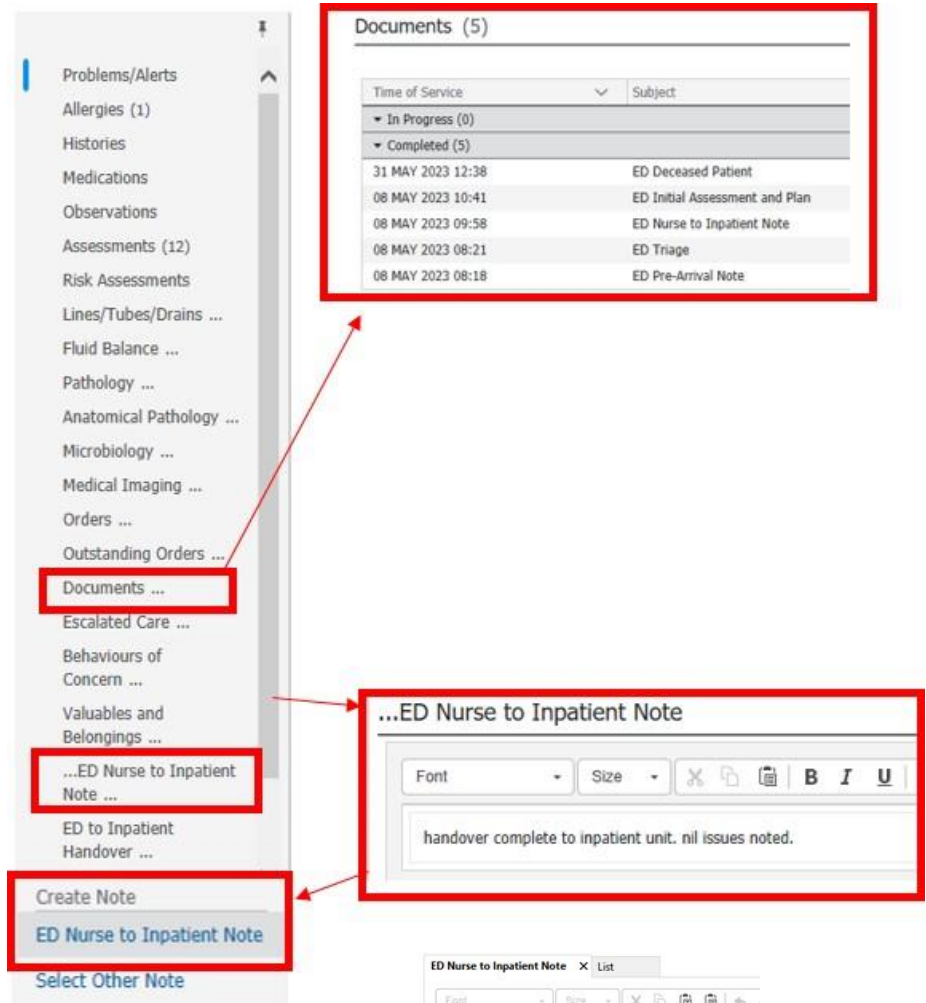 Problems/Alerts
Allergies (1)
Histories
Medications
Observations
Assessments (12)
Risk Assessments
Lines/Tubes/Drains ...
Fluid Balance ...
Pathology ...
Anatomical Pathology ...
Microbiology ...
Medical Imaging ...
Orders ...
Outstanding Orders ...
Documents ...
Escalated Care ...
Behaviours of
Concern ...
Valuables and
Belongings ...
...ED Nurse to Inpatient
Note ...
ED to Inpatient
Handover ...
Create Note
ED Nurse to Inpatient Note
Select Other Note
Documents (5)
Time of Service Subject
In Progress (0)
Completed (5)
31 MAY 2023 12:38 ED Deceased Patient
08 MAY 2023 10:41 ED Initial Assessment and Plan
08 MAY 2023 09:58 ED Nurse to Inpatient Note
08 MAY 2023 08:21 ED Triage
08 MAY 2023 08:18 ED Pre-Arrival Note
...ED Nurse to Inpatient Note
Font Size B I U
handover complete to inpatient unit. nil issues noted.
ED Nurse to Inpatient Note X List
Font Size